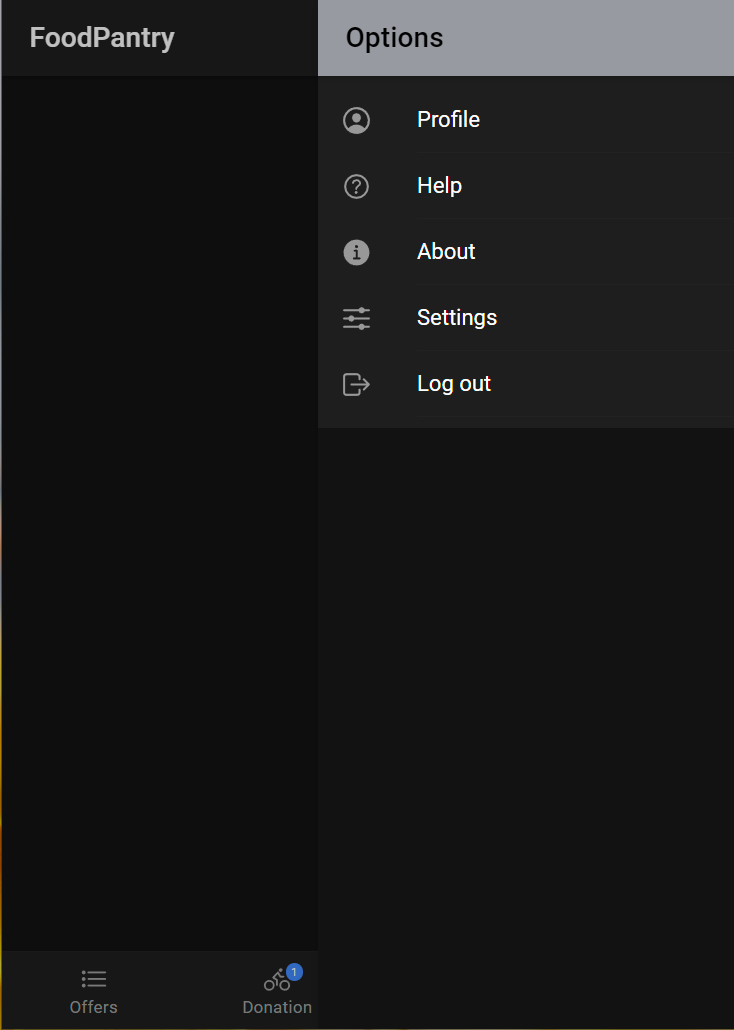 FoodPantry
Options
Profile
Help
About
Settings
Log out
1
Offers
Donation